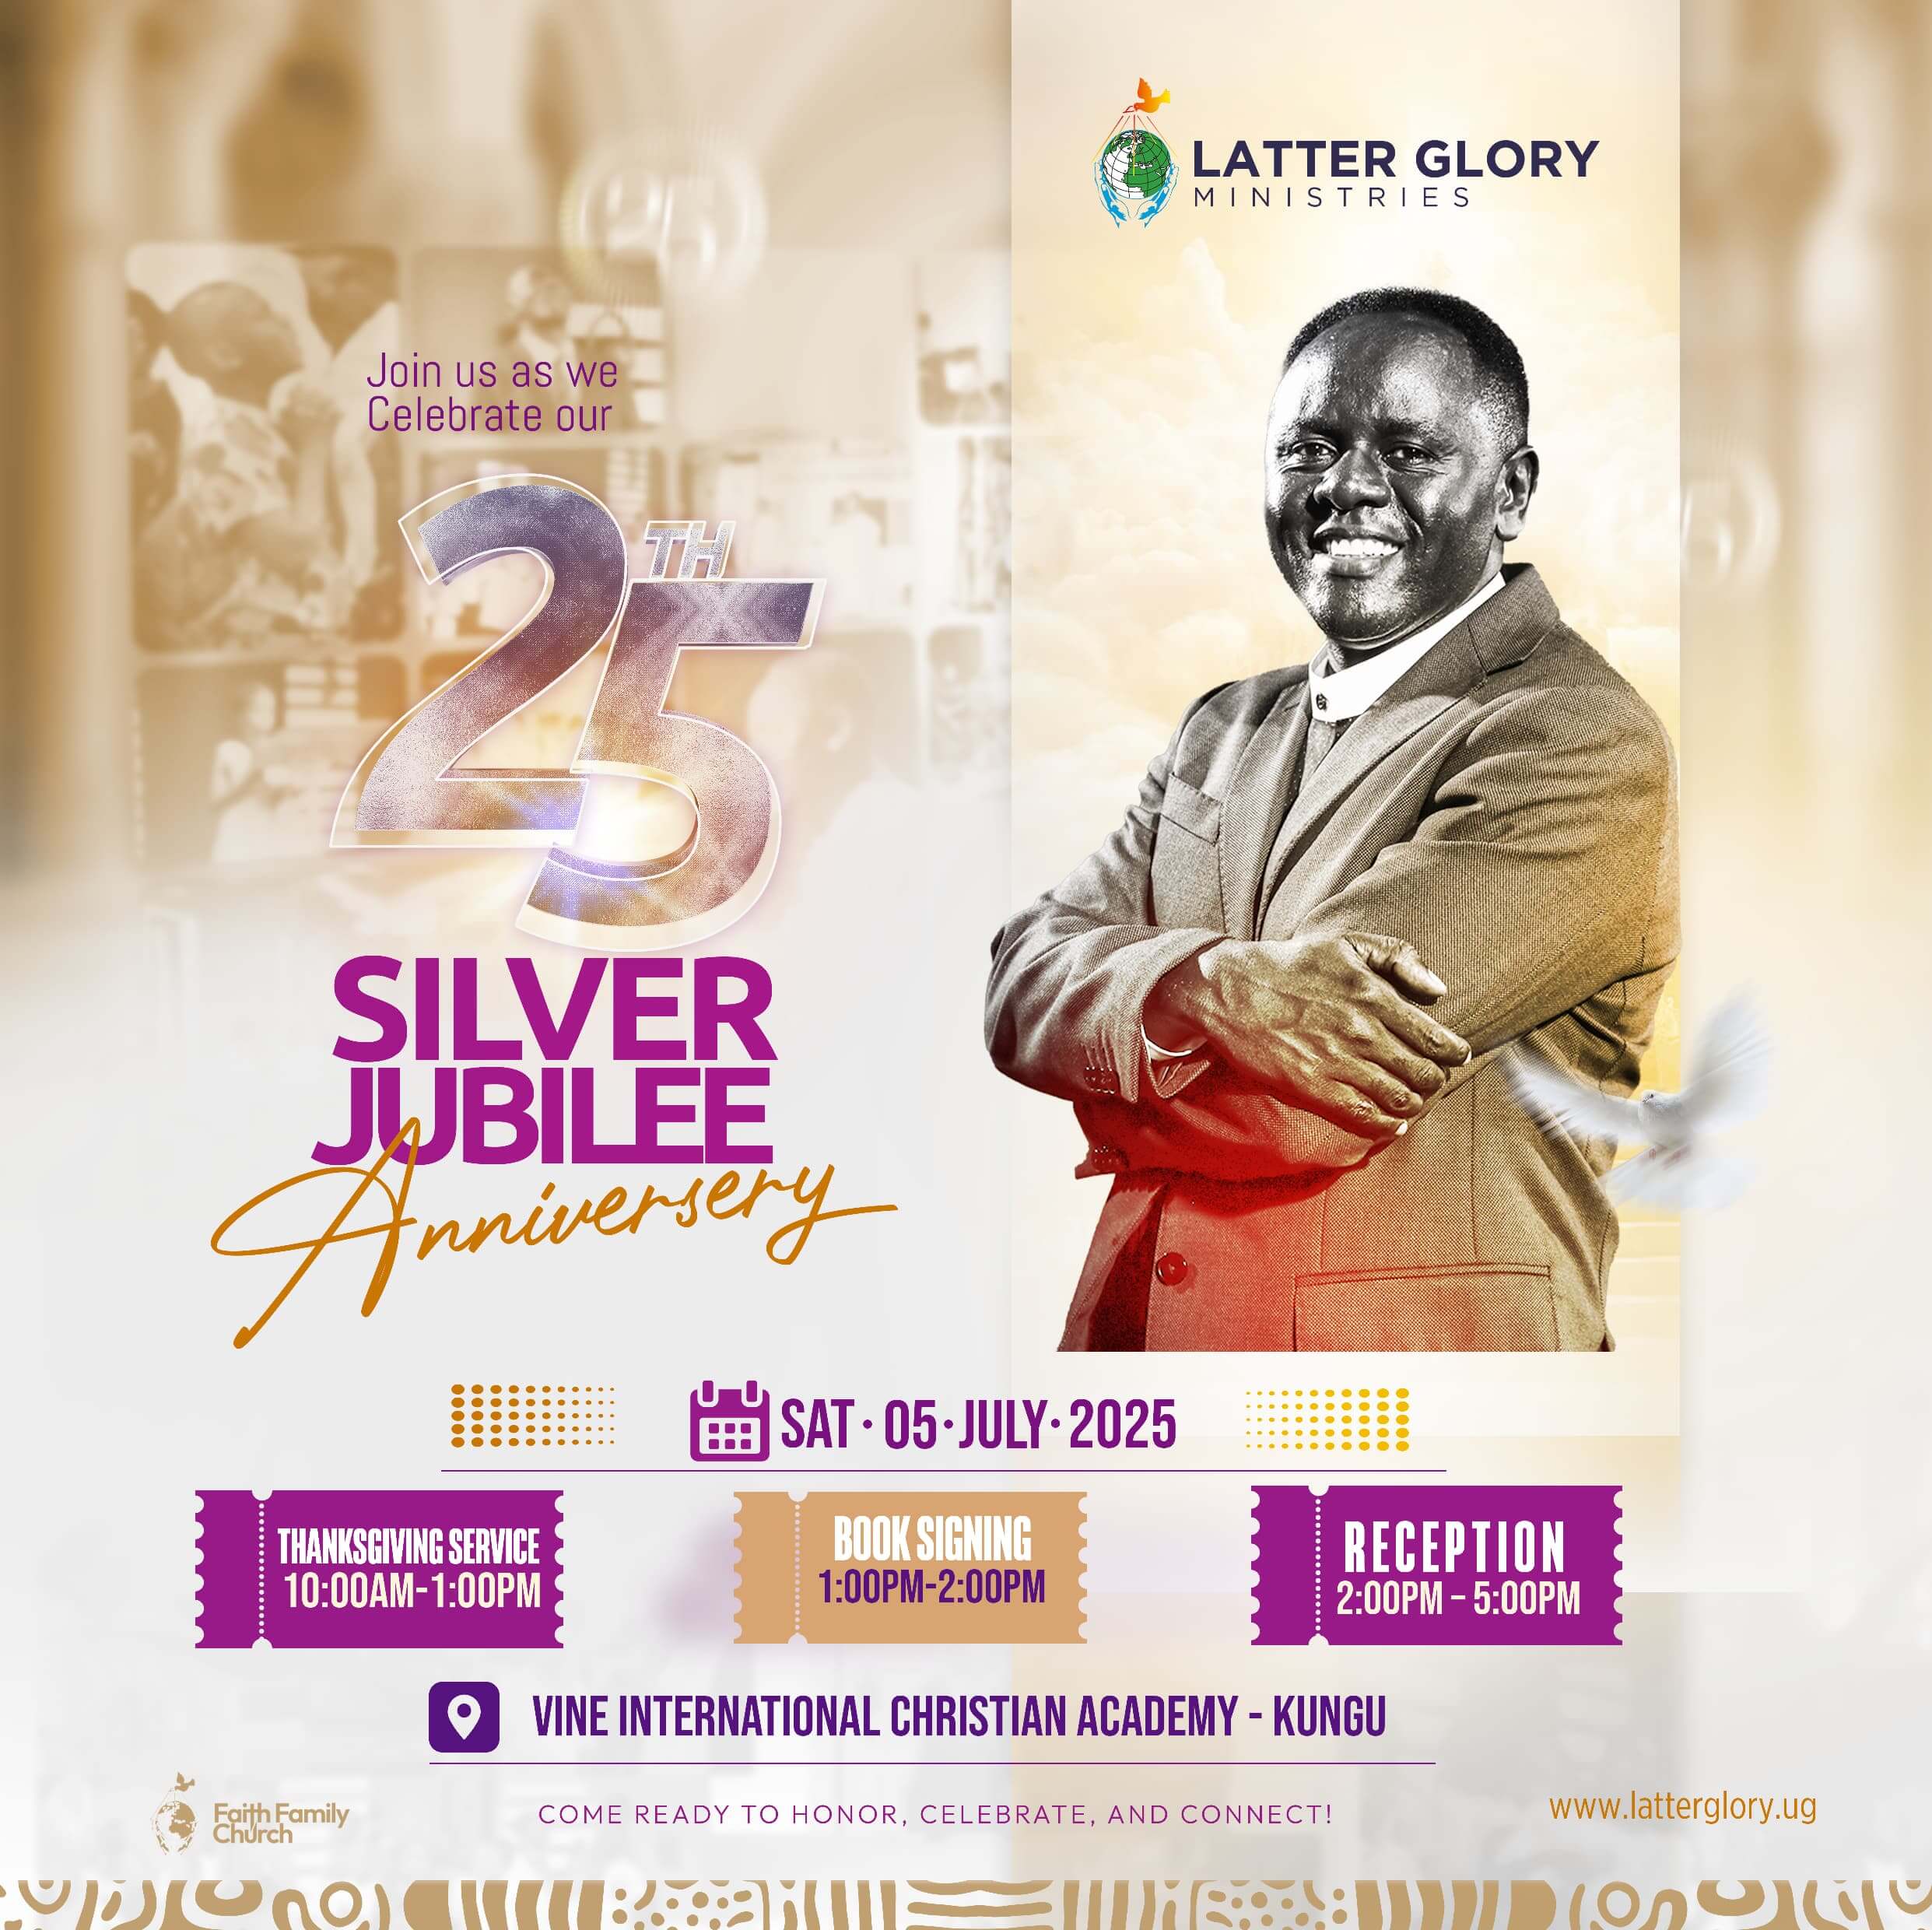 LATTER GLORY
MINISTRIES
Join us as we
Celebrate our
25TH
SILVER
JUBILEE
Anniversery
SAT · 05 · JULY · 2025
THANKSGIVING SERVICE
10:00AM-1:00PM
BOOK SIGNING
1:00PM-2:00PM
RECEPTION
2:00PM – 5:00PM
VINE INTERNATIONAL CHRISTIAN ACADEMY - KUNGU
Faith Family
Church
COME READY TO HONOR, CELEBRATE, AND CONNECT!
www.latterglory.ug